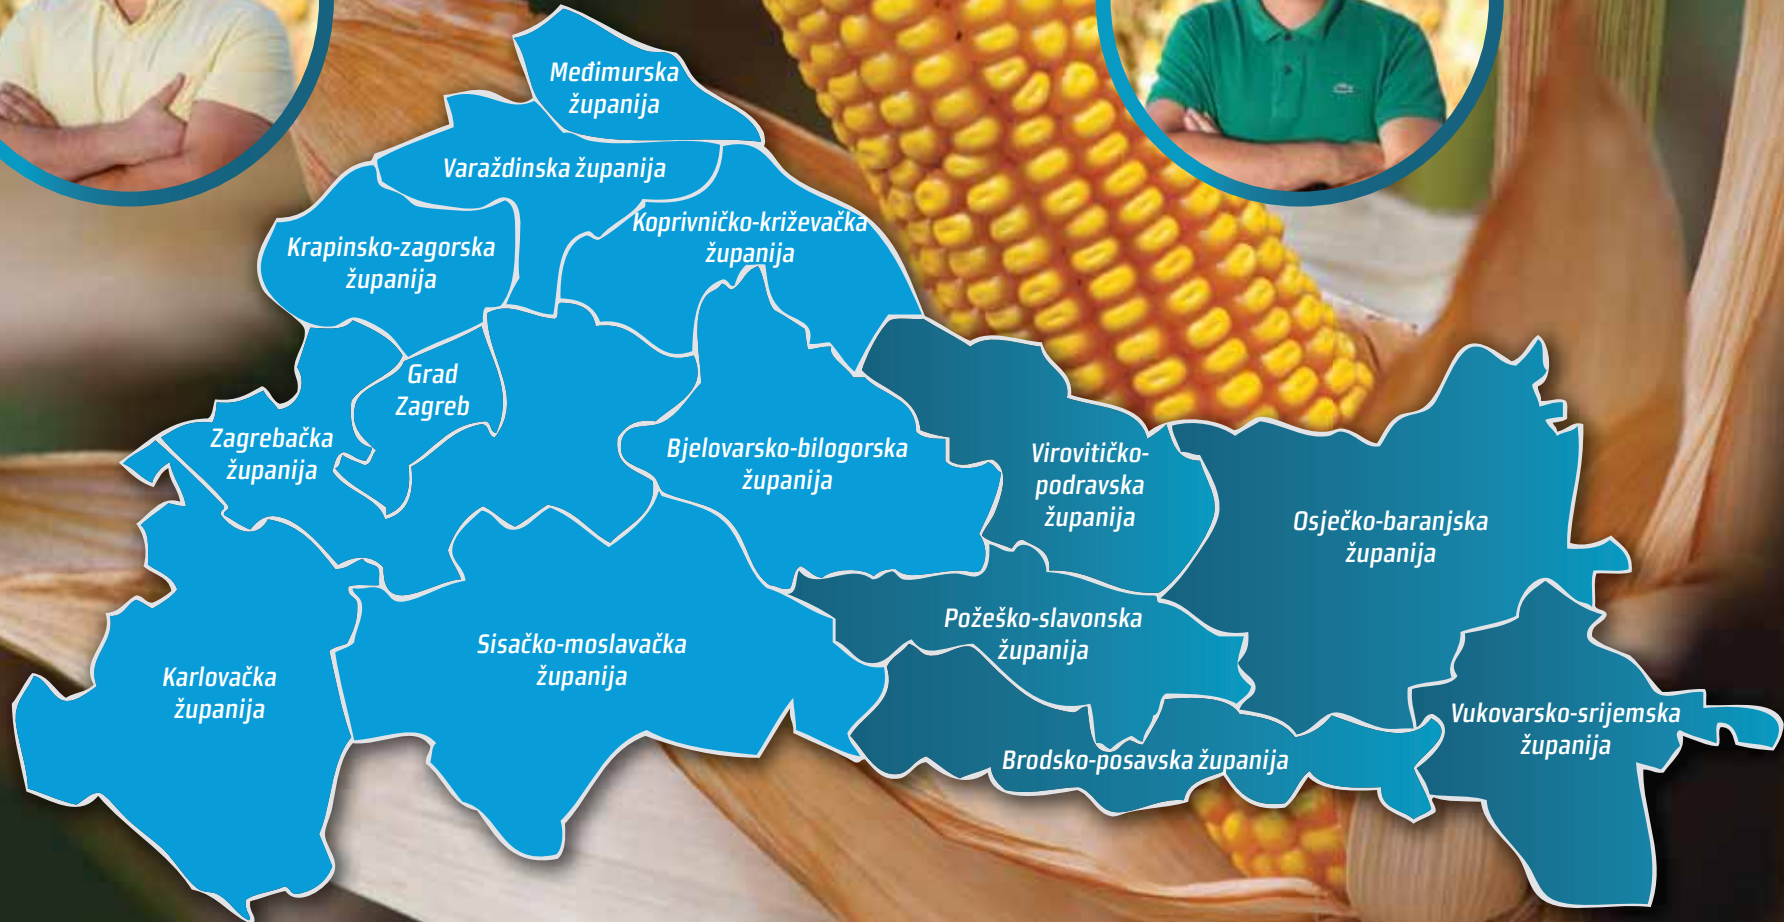 Međimurska
županija
Varaždinska županija
Koprivničko-križevačka
županija
Krapinsko-zagorska
županija
Grad
Zagreb
Zagrebačka
županija
Bjelovarsko-bilogorska
županija
Virovitičko-
podravska
županija
Osječko-baranjska
županija
Požeško-slavonska
županija
Sisačko-moslavačka
županija
Karlovačka
županija
Vukovarsko-srijemska
županija
Brodsko-posavska županija